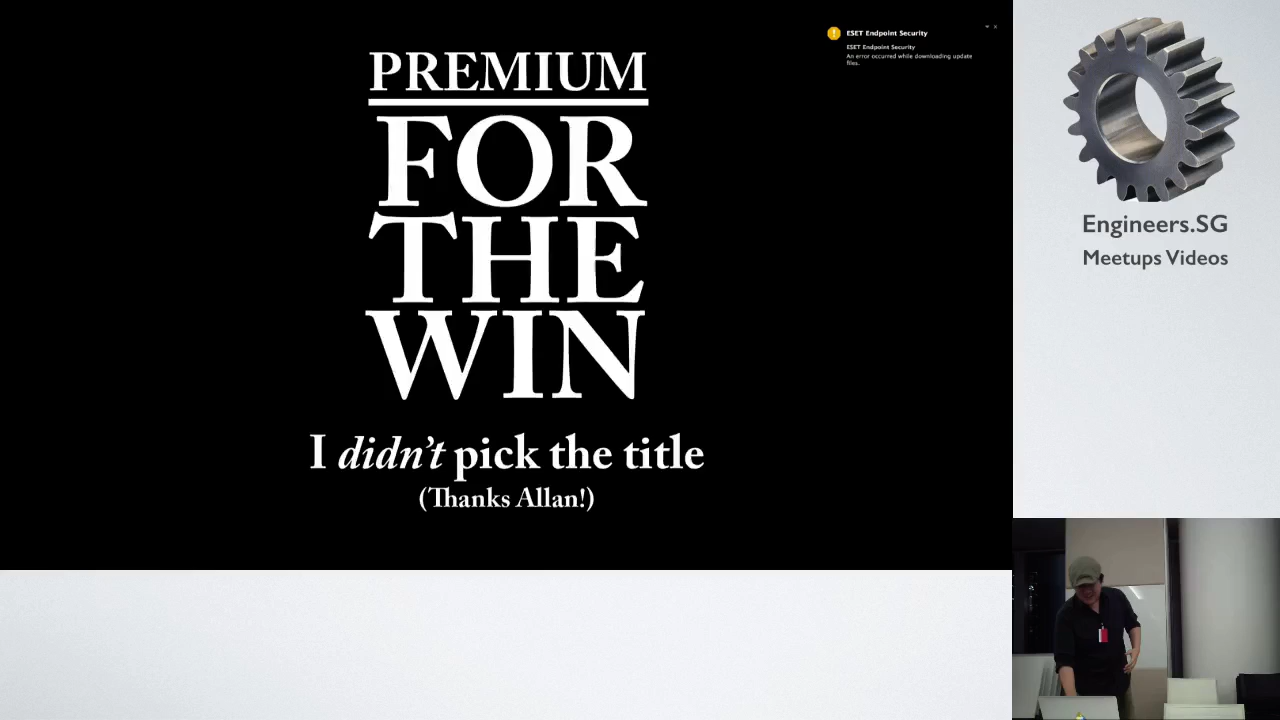 PREMIUM
FOR
THE
WIN
I didn't pick the title
(Thanks Allan!)
ESET Endpoint Security
ESET Endpoint Security
An error occurred while downloading update
files.
Engineers.SG
Meetups Videos